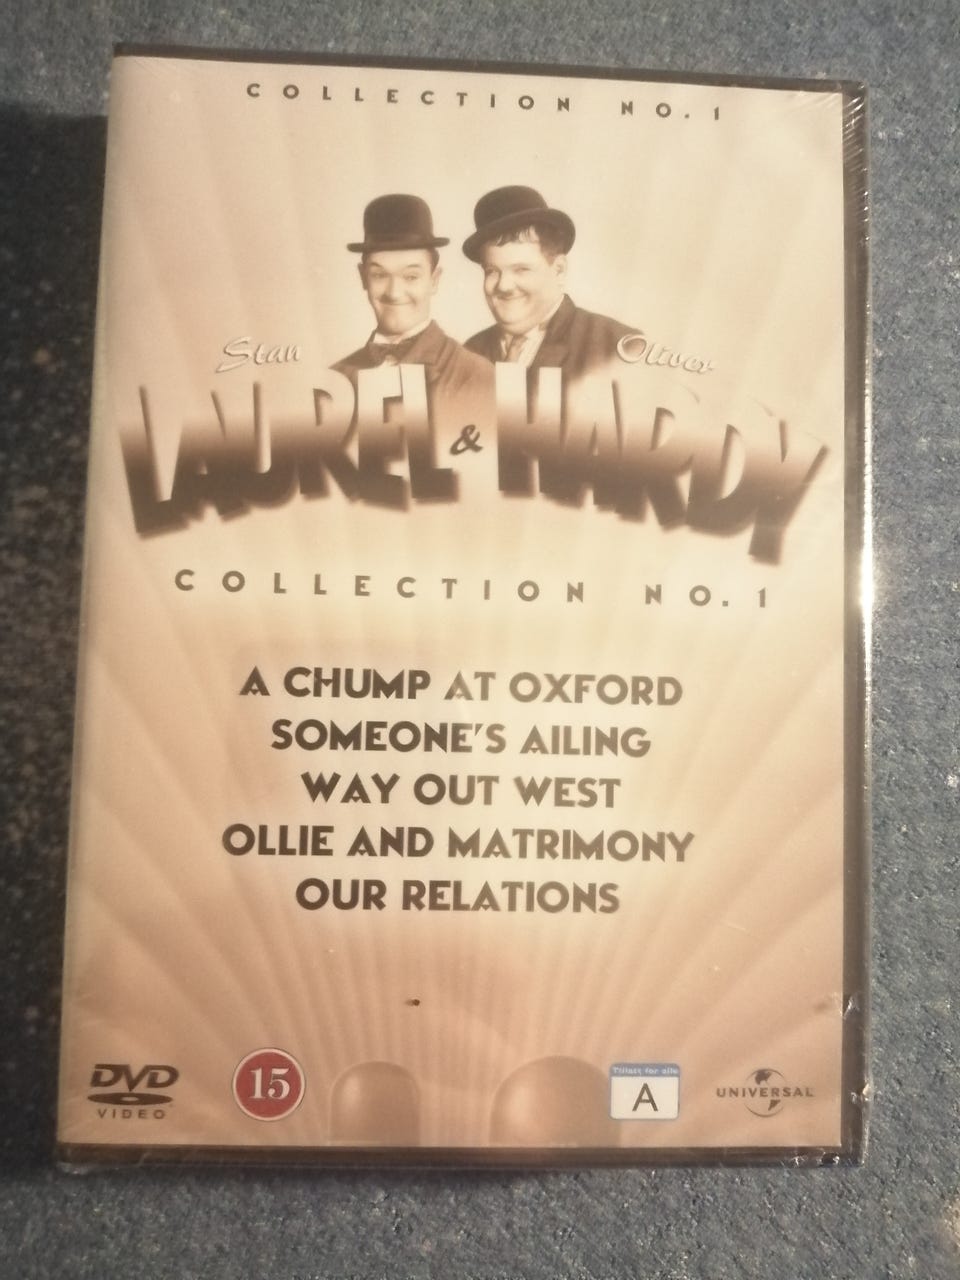 COLLECTION NO. 1
Stan
Oliver
LAUREL & HARDY
COLLECTION NO. 1
A CHUMP AT OXFORD
SOMEONE'S AILING
WAY OUT WEST
OLLIE AND MATRIMONY
OUR RELATIONS
DVD
VIDEO
15
Tillatt for alle
A
UNIVERSAL